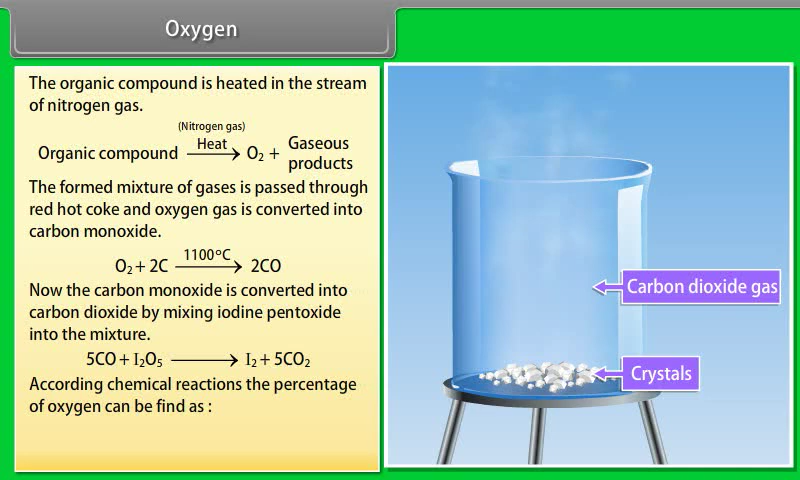 Oxygen
The organic compound is heated in the stream
of nitrogen gas.
(Nitrogen gas)
Organic compound Heat ⟶ O₂ + Gaseous
products
The formed mixture of gases is passed through
red hot coke and oxygen gas is converted into
carbon monoxide.
1100°C
O₂ + 2C ⟶ 2CO
Now the carbon monoxide is converted into
carbon dioxide by mixing iodine pentoxide
into the mixture.
5CO + I₂O₅ ⟶ I₂ + 5CO₂
According chemical reactions the percentage
of oxygen can be find as :
Carbon dioxide gas
Crystals